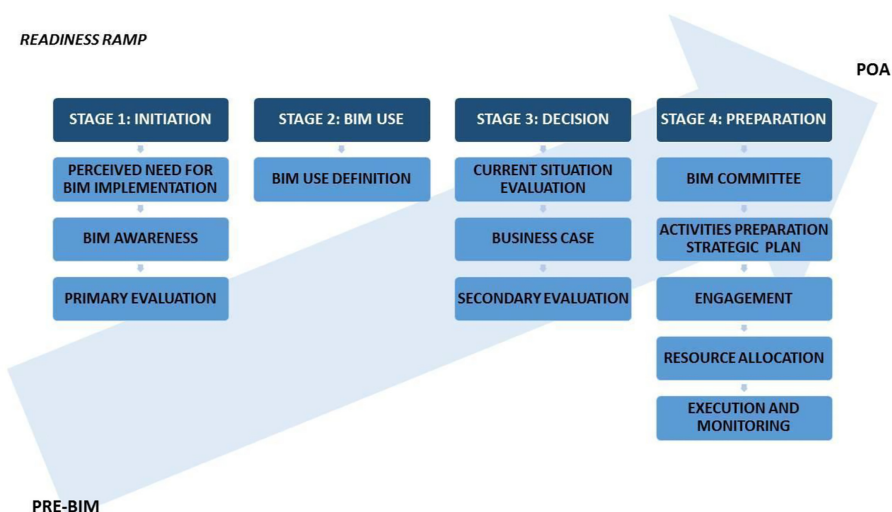 READINESS RAMP
POA
STAGE 1: INITIATION
PERCEIVED NEED FOR
BIM IMPLEMENTATION
BIM AWARENESS
PRIMARY EVALUATION
STAGE 2: BIM USE
BIM USE DEFINITION
STAGE 3: DECISION
CURRENT SITUATION
EVALUATION
BUSINESS CASE
SECONDARY EVALUATION
STAGE 4: PREPARATION
BIM COMMITTEE
ACTIVITIES PREPARATION
STRATEGIC PLAN
ENGAGEMENT
RESOURCE ALLOCATION
EXECUTION AND
MONITORING
PRE-BIM